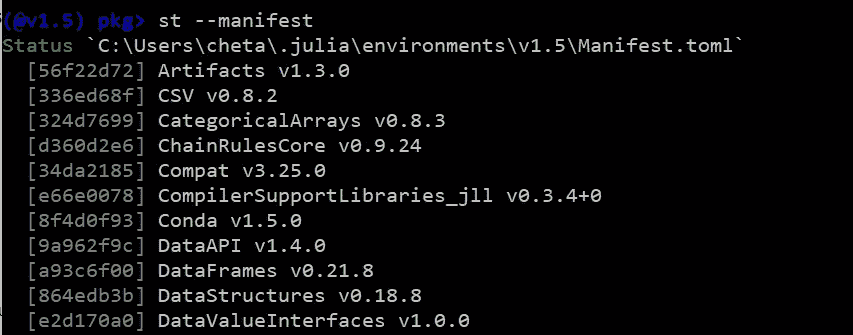 (@v1.5) pkg> st --manifest
Status `C:\Users\cheta\.julia\environments\v1.5\Manifest.toml`
[56f22d72] Artifacts v1.3.0
[336ed68f] CSV v0.8.2
[324d7699] CategoricalArrays v0.8.3
[d360d2e6] ChainRulesCore v0.9.24
[34da2185] Compat v3.25.0
[e66e0078] CompilerSupportLibraries_jll v0.3.4+0
[8f4d0f93] Conda v1.5.0
[9a962f9c] DataAPI v1.4.0
[a93c6f00] DataFrames v0.21.8
[864edb3b] DataStructures v0.18.8
[e2d170a0] DataValueInterfaces v1.0.0